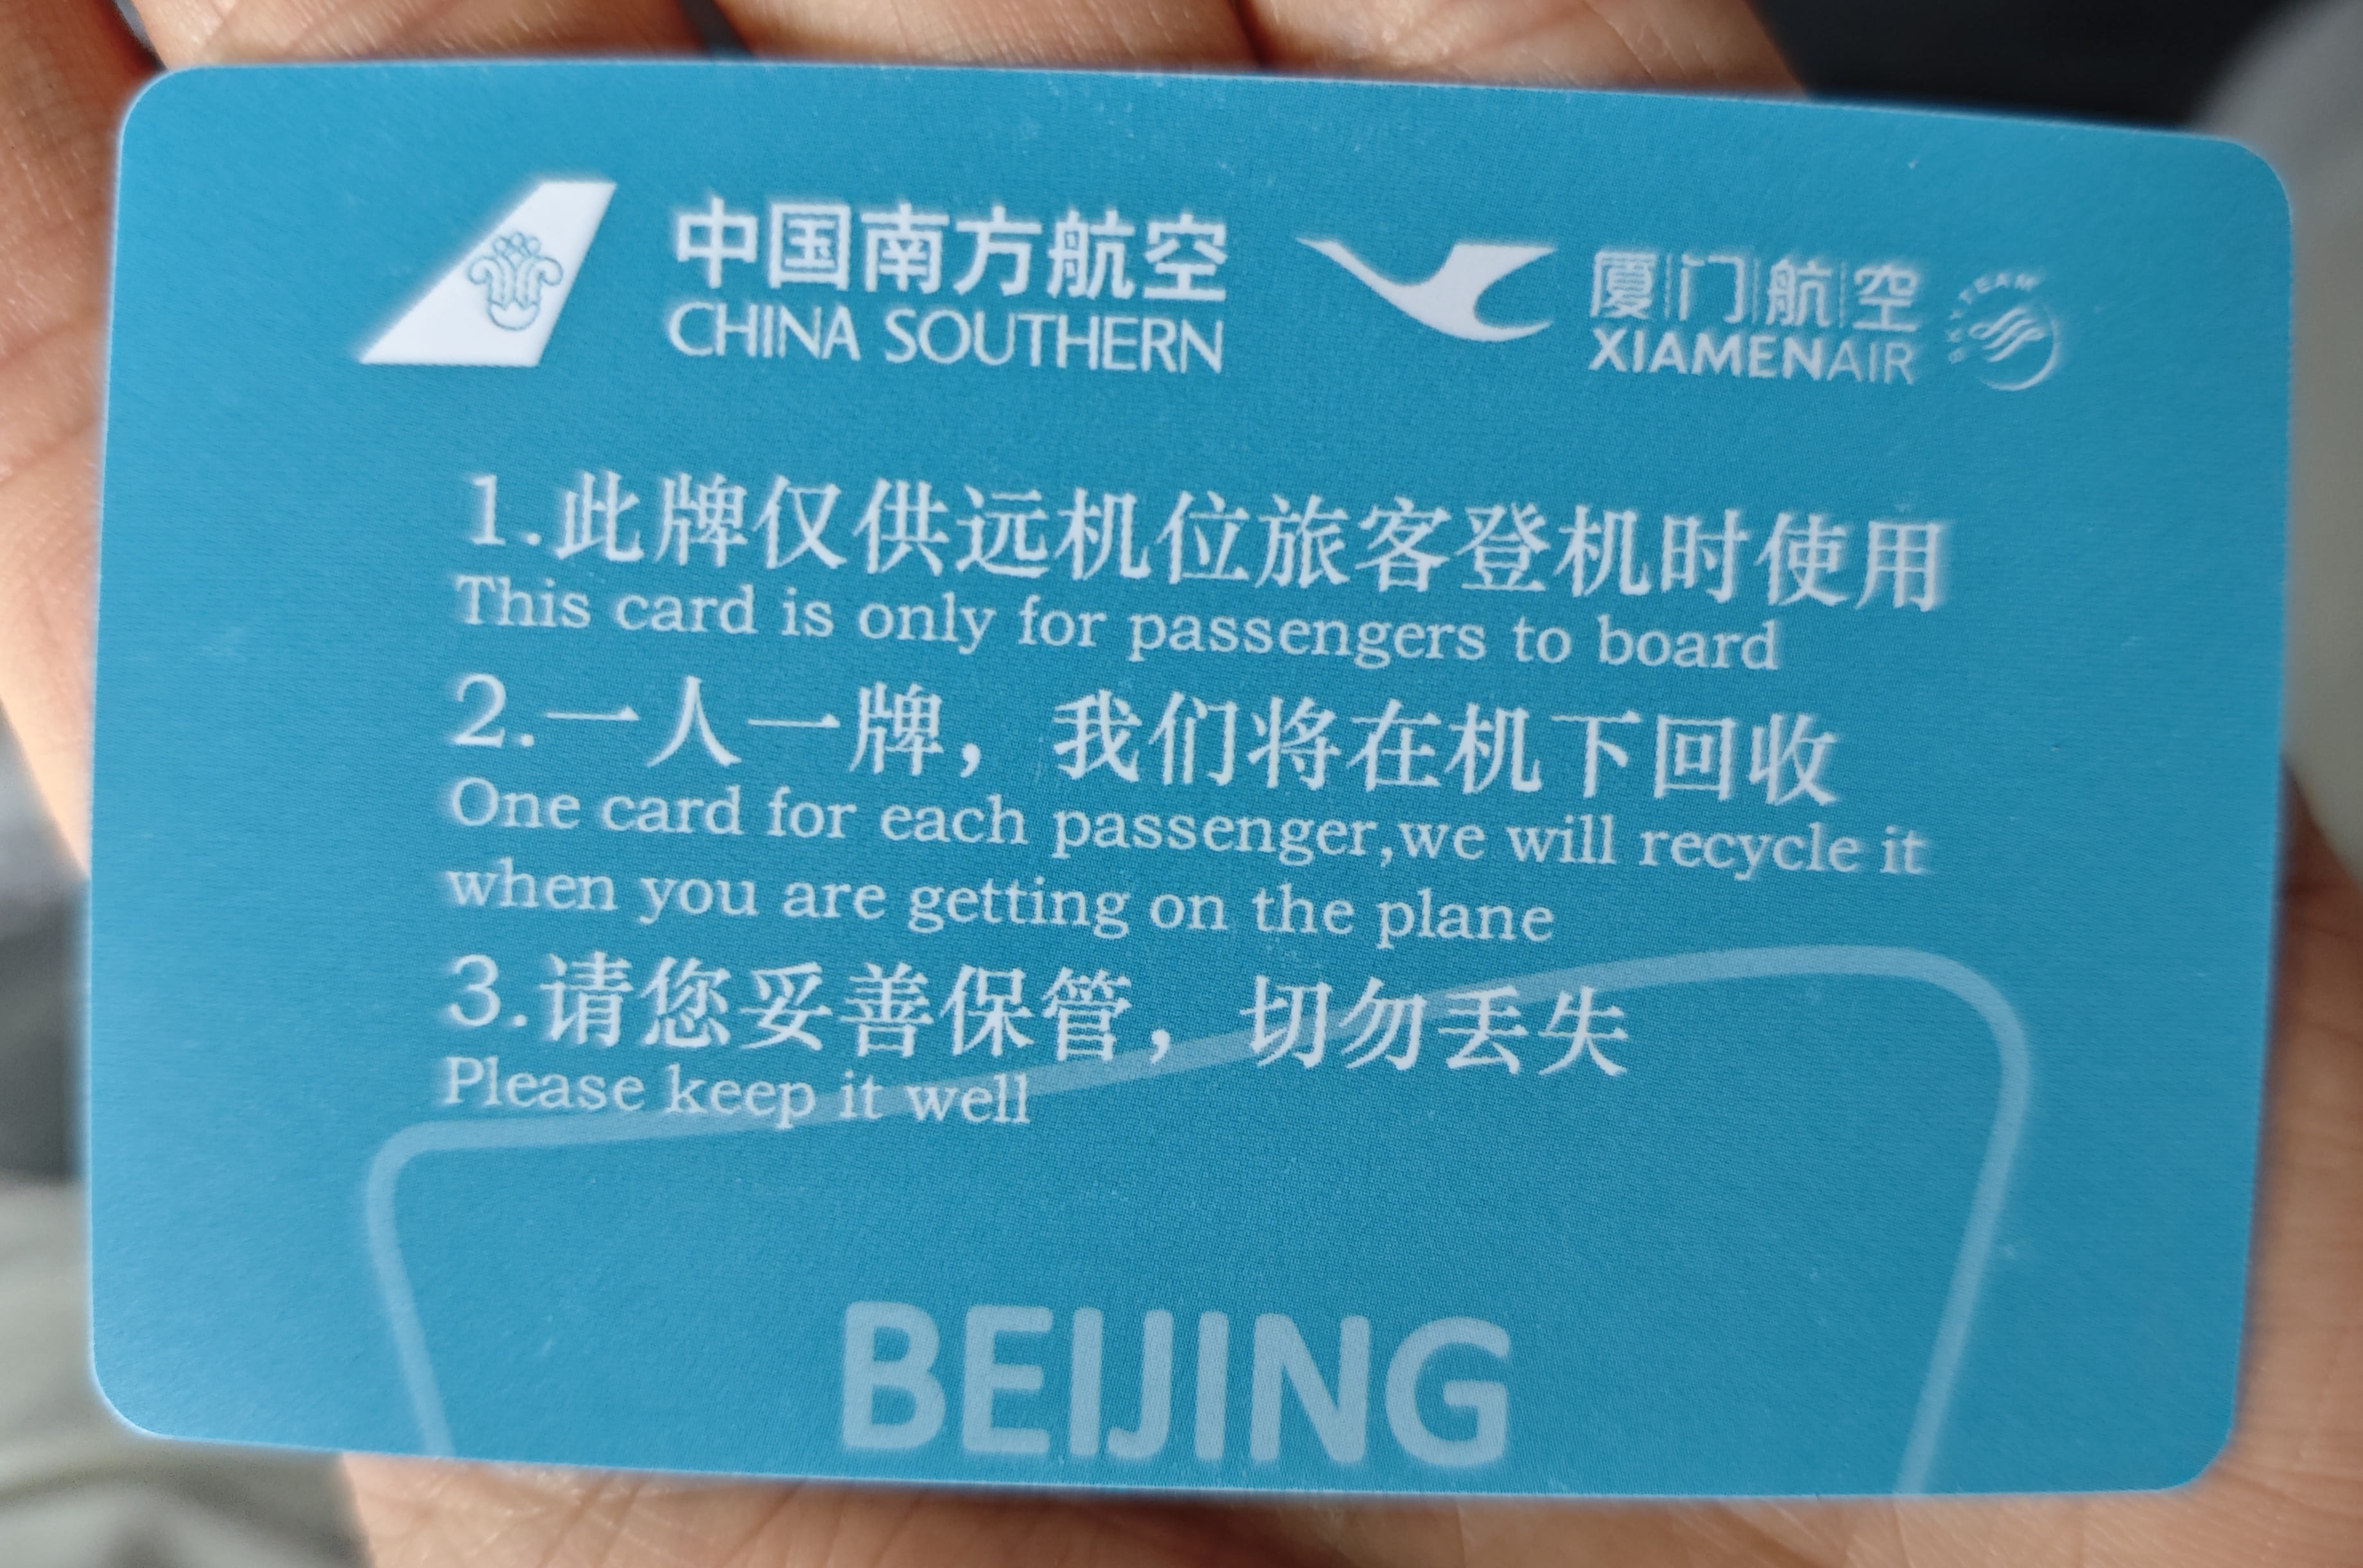 中国南方航空
CHINA SOUTHERN
厦门航空
XIAMENAIR
SKYTEAM
1.此牌仅供远机位旅客登机时使用
This card is only for passengers to board
2.一人一牌，我们将在机下回收
One card for each passenger,we will recycle it
when you are getting on the plane
3.请您妥善保管，切勿丢失
Please keep it well
BEIJING